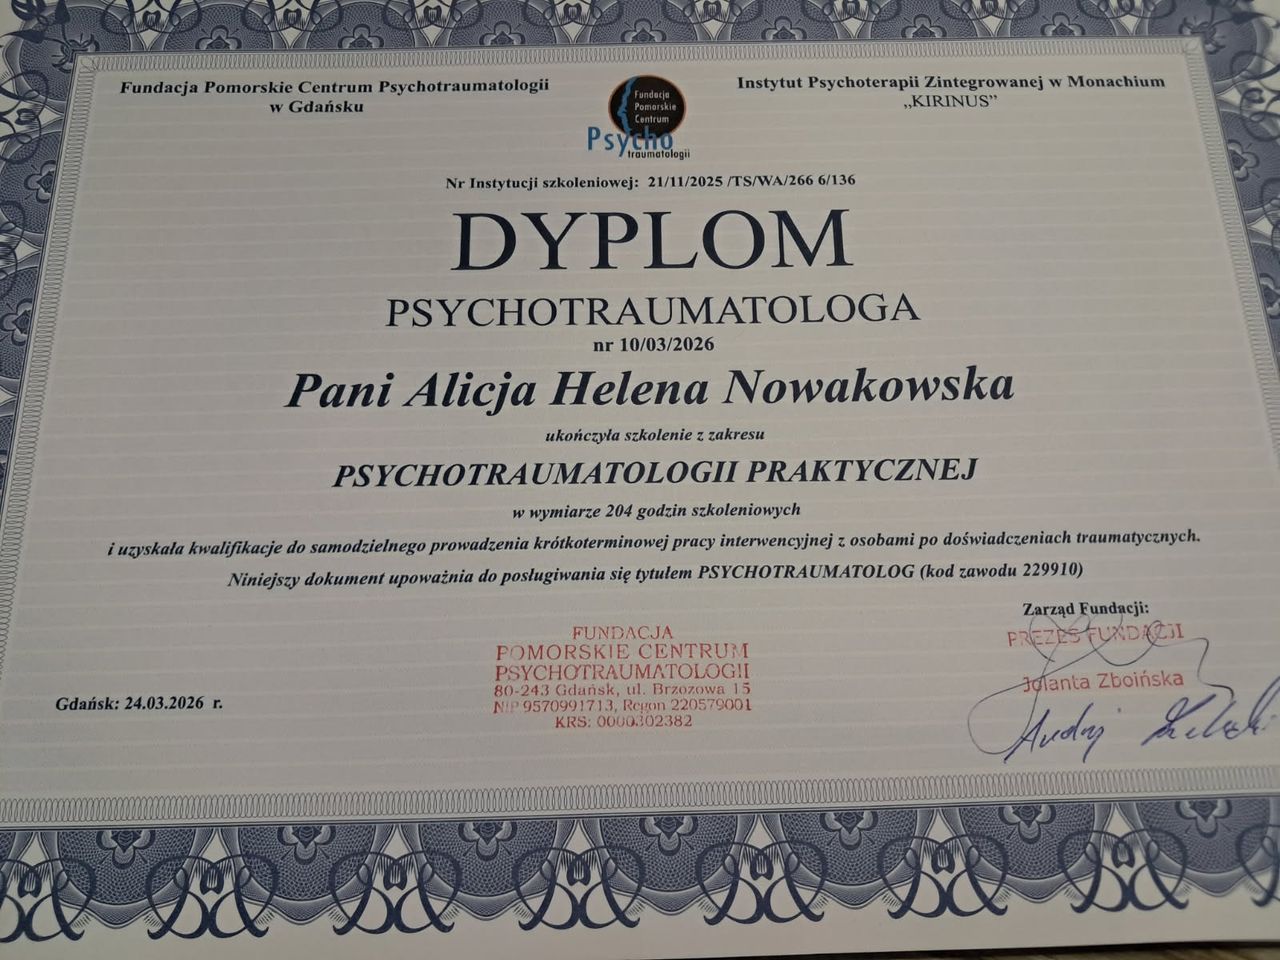 Fundacja Pomorskie Centrum Psychotraumatologii
w Gdańsku
Fundacja
Pomorskie
Centrum
Psycho
traumatologii
Instytut Psychoterapii Zintegrowanej w Monachium
„KIRINUS”
Nr Instytucji szkoleniowej: 21/11/2025 /TS/WA/266 6/136
DYPLOM
PSYCHOTRAUMATOLOGA
nr 10/03/2026
Pani Alicja Helena Nowakowska
ukończyła szkolenie z zakresu
PSYCHOTRAUMATOLOGII PRAKTYCZNEJ
w wymiarze 204 godzin szkoleniowych
i uzyskała kwalifikacje do samodzielnego prowadzenia krótkoterminowej pracy interwencyjnej z osobami po doświadczeniach traumatycznych.
Niniejszy dokument upoważnia do posługiwania się tytułem PSYCHOTRAUMATOLOG (kod zawodu 229910)
Zarząd Fundacji:
PREZES FUNDACJI
Jolanta Zboińska
FUNDACJA
POMORSKIE CENTRUM
PSYCHOTRAUMATOLOGII
80-243 Gdańsk, ul. Brzozowa 15
NIP 9570991713, Regon 220579001
KRS: 0000302382
Gdańsk: 24.03.2026 r.